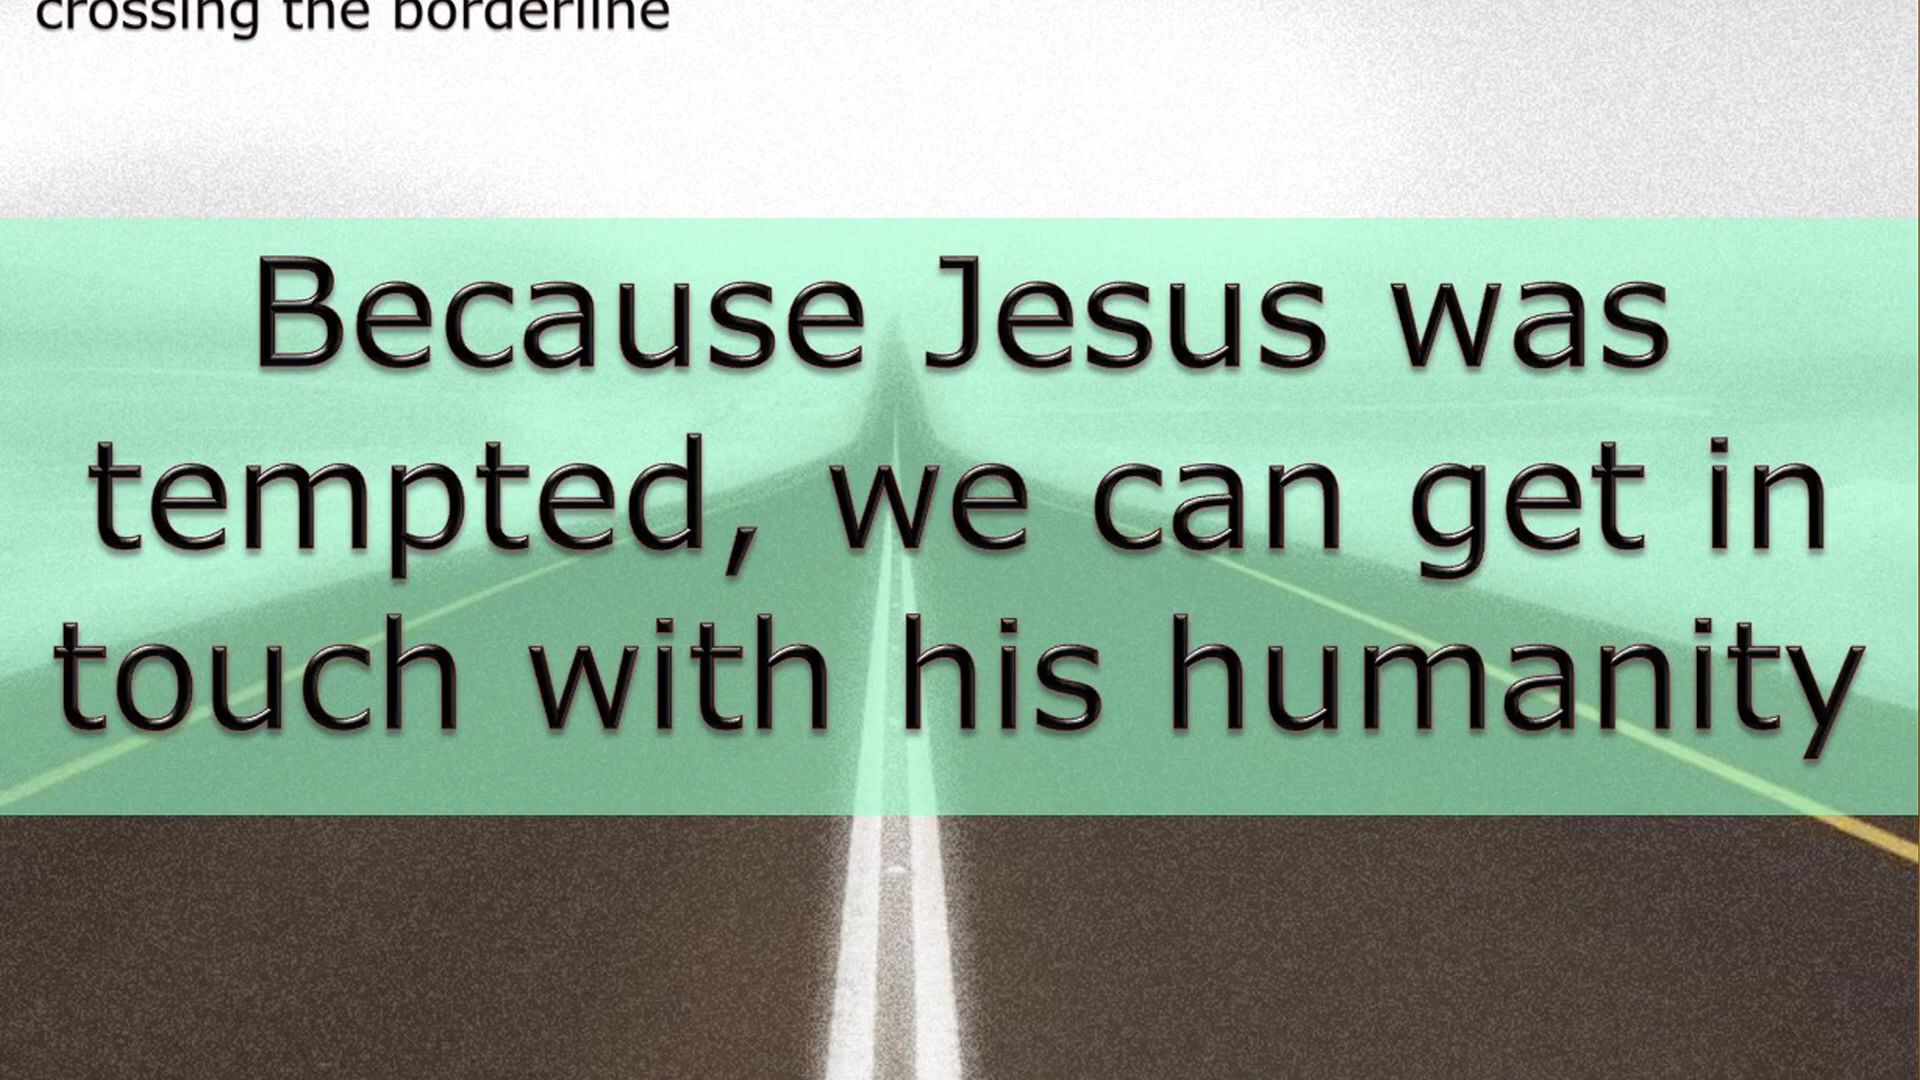 crossing the borderline
Because Jesus was
tempted, we can get in
touch with his humanity